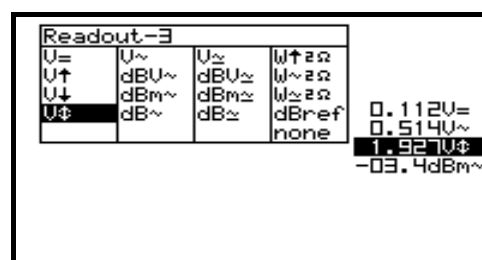 Readout-3
V= V~ V≃ W↑2Ω
V↑ dBV~ dBV≃ W~2Ω
V↓ dBm~ dBm≃ W≃2Ω
V⌽ dB~ dB≃ dBref
none
0.112V=
0.514V~
1.927V⌽
-03.4dBm~